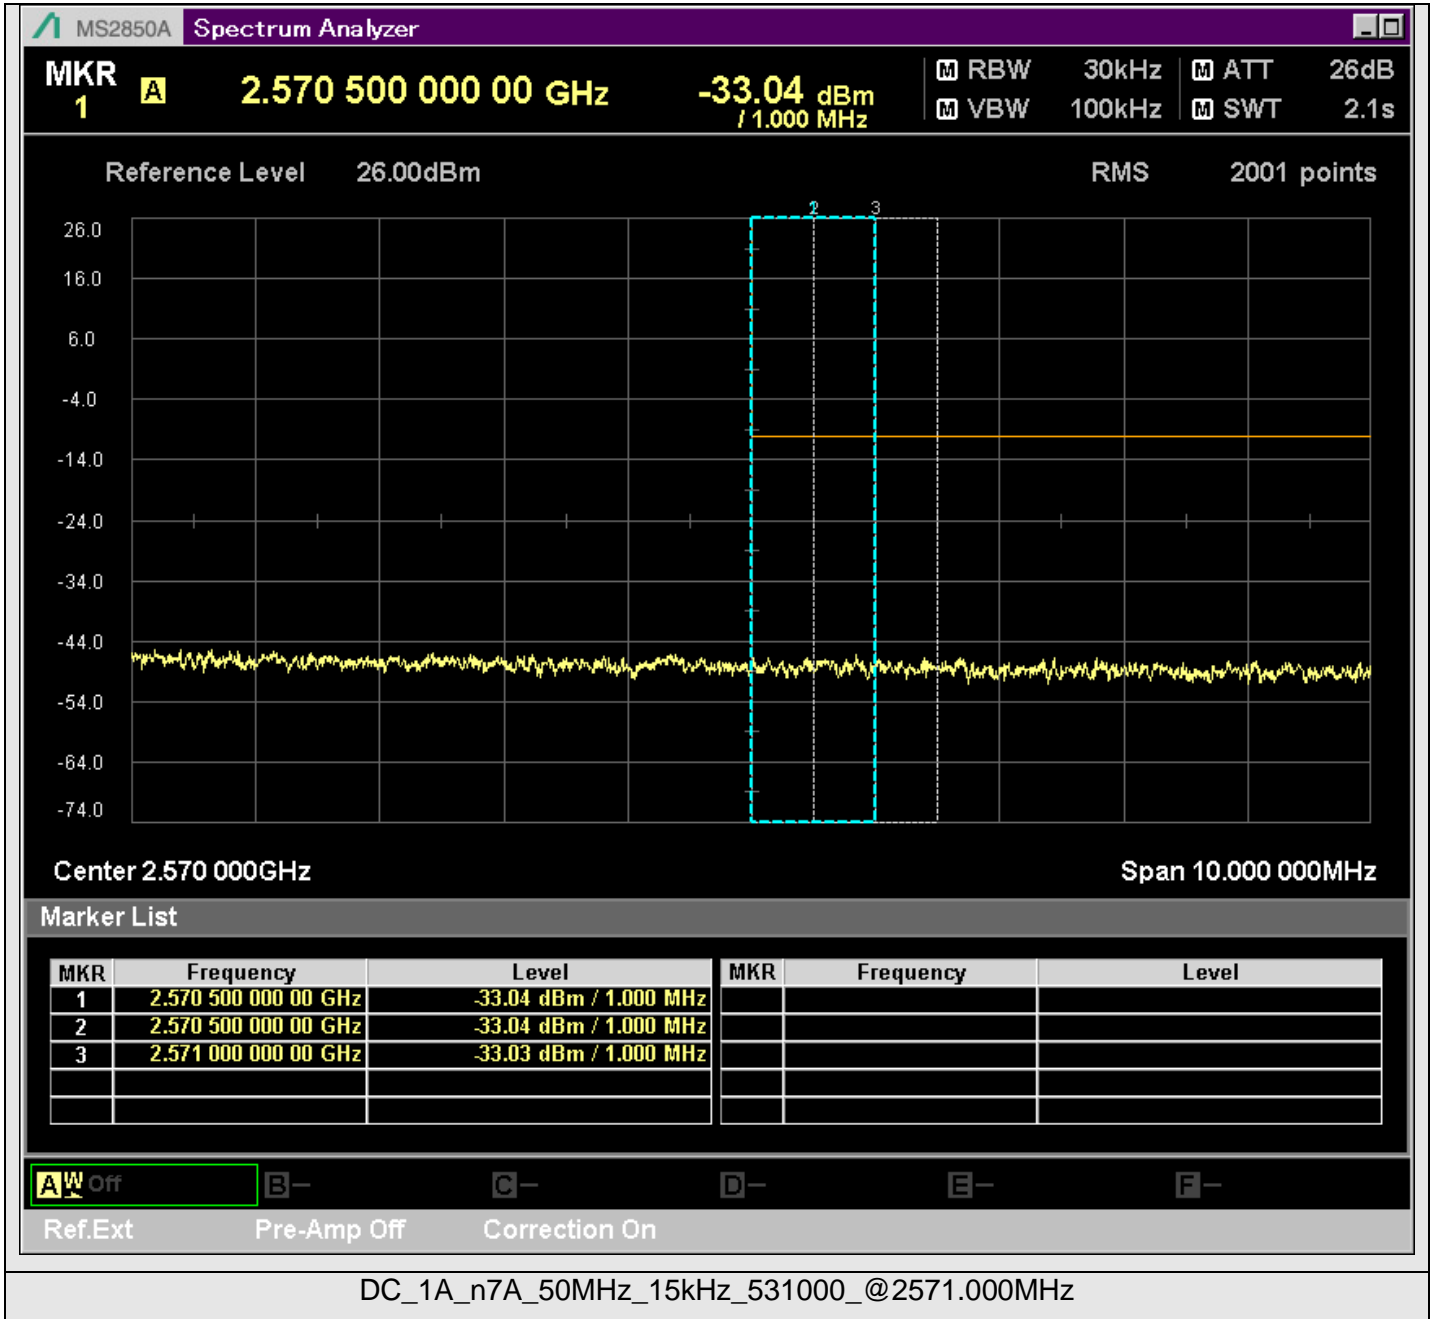 MS2850A Spectrum Analyzer
MKR 1 A 2.570 500 000 00 GHz -33.04 dBm / 1.000 MHz
M RBW 30kHz M ATT 26dB
M VBW 100kHz M SWT 2.1s
Reference Level 26.00dBm RMS 2001 points
2 3
26.0
16.0
6.0
-4.0
-14.0
-24.0
-34.0
-44.0
-54.0
-64.0
-74.0
Center 2.570 000GHz Span 10.000 000MHz
Marker List
MKR Frequency Level MKR Frequency Level
1 2.570 500 000 00 GHz -33.04 dBm / 1.000 MHz
2 2.570 500 000 00 GHz -33.04 dBm / 1.000 MHz
3 2.571 000 000 00 GHz -33.03 dBm / 1.000 MHz
A W Off B - C - D - E - F -
Ref.Ext Pre-Amp Off Correction On
DC_1A_n7A_50MHz_15kHz_531000_@2571.000MHz